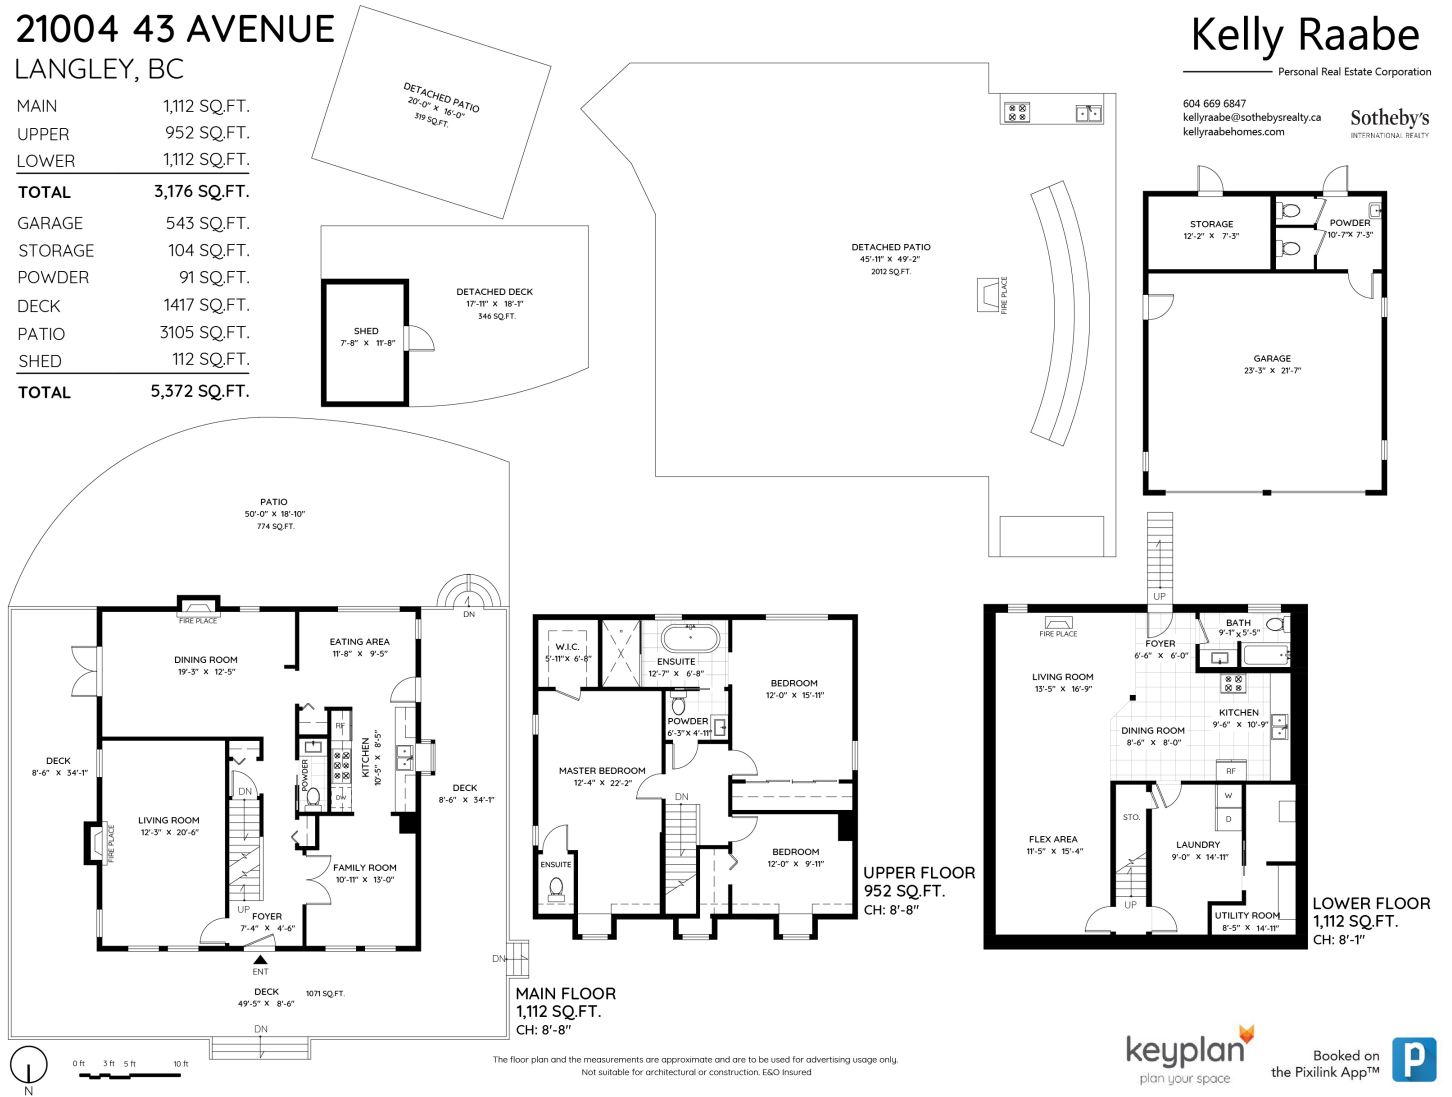 21004 43 AVENUE
LANGLEY, BC
MAIN 1,112 SQ.FT.
UPPER 952 SQ.FT.
LOWER 1,112 SQ.FT.
TOTAL 3,176 SQ.FT.
GARAGE 543 SQ.FT.
STORAGE 104 SQ.FT.
POWDER 91 SQ.FT.
DECK 1417 SQ.FT.
PATIO 3105 SQ.FT.
SHED 112 SQ.FT.
TOTAL 5,372 SQ.FT.
DETACHED PATIO
20'-0" X 16'-0"
319 SQ.FT.
DETACHED DECK
17'-11" X 18'-1"
346 SQ.FT.
SHED
7'-8" X 11'-8"
DETACHED PATIO
45'-11" X 49'-2"
2012 SQ.FT.
FIRE PLACE
Kelly Raabe
Personal Real Estate Corporation
604 669 6847
kellyraabe@sothebysrealty.ca
kellyraabehomes.com
Sotheby's
INTERNATIONAL REALTY
STORAGE
12'-2" X 7'-3"
POWDER
10'-7" X 7'-3"
GARAGE
23'-3" X 21'-7"
PATIO
50'-0" X 18'-10"
774 SQ.FT.
DN
FIRE PLACE
DINING ROOM
19'-3" X 12'-5"
EATING AREA
11'-8" X 9'-5"
RF
KITCHEN
10'-5" X 8'-5"
POWDER
DW
DECK
8'-6" X 34'-1"
DECK
8'-6" X 34'-1"
DN
LIVING ROOM
12'-3" X 20'-6"
FIRE PLACE
FAMILY ROOM
10'-11" X 13'-0"
UP
FOYER
7'-4" X 4'-6"
ENT
DN
DECK
49'-5" X 8'-6"
1071 SQ.FT.
DN
MAIN FLOOR
1,112 SQ.FT.
CH: 8'-8"
W.I.C.
5'-11" X 6'-8"
ENSUITE
12'-7" X 6'-8"
BEDROOM
12'-0" X 15'-11"
POWDER
6'-3" X 4'-11"
MASTER BEDROOM
12'-4" X 22'-2"
DN
ENSUITE
BEDROOM
12'-0" X 9'-11"
UPPER FLOOR
952 SQ.FT.
CH: 8'-8"
UP
FIRE PLACE
FOYER
6'-6" X 6'-0"
BATH
9'-1" X 5'-5"
LIVING ROOM
13'-5" X 16'-9"
KITCHEN
9'-6" X 10'-9"
DINING ROOM
8'-6" X 8'-0"
RF
W
D
STO.
FLEX AREA
11'-5" X 15'-4"
LAUNDRY
9'-0" X 14'-11"
UP
UTILITY ROOM
8'-5" X 14'-11"
LOWER FLOOR
1,112 SQ.FT.
CH: 8'-1"
N
0 ft 3 ft 5 ft 10 ft
The floor plan and the measurements are approximate and are to be used for advertising usage only.
Not suitable for architectural or construction. E&O Insured
keyplan
plan your space
Booked on
the Pixilink App™
P